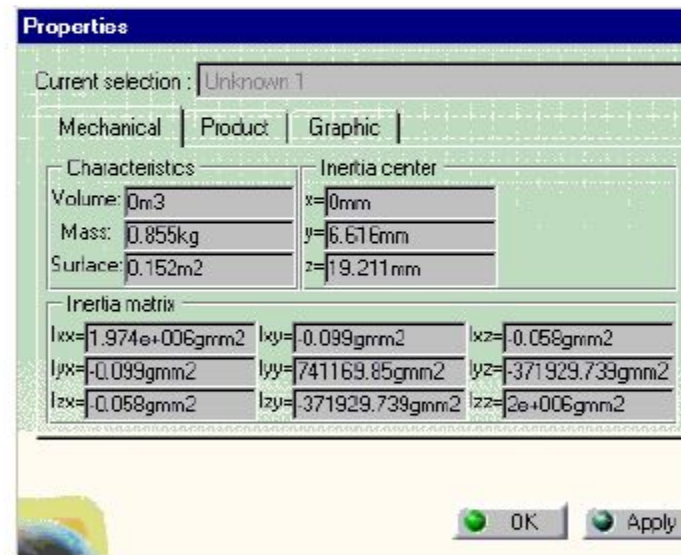 Properties
Current selection : Unknown 1
Mechanical Product Graphic
Characteristics Inertia center
Volume: 0m3 x=0mm
Mass: 0.855kg y=6.616mm
Surface: 0.152m2 z=19.211mm
Inertia matrix
Ixx=1.974e+006gmm2 Ixy=-0.099gmm2 Ixz=-0.058gmm2
Iyx=-0.099gmm2 Iyy=741169.85gmm2 Iyz=-371929.739gmm2
Izx=-0.058gmm2 Izy=-371929.739gmm2 Izz=2e+006gmm2
OK Apply